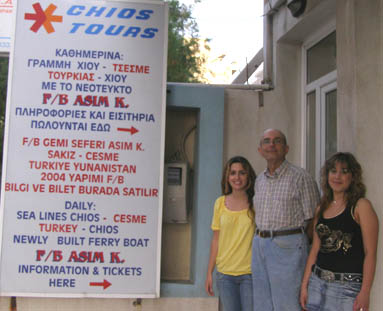 CHIOS
TOURS
ΚΑΘΗΜΕΡΙΝΑ:
ΓΡΑΜΜΗ ΧΙΟΥ - ΤΣΕΣΜΕ
ΤΟΥΡΚΙΑΣ - ΧΙΟΥ
ΜΕ ΤΟ ΝΕΟΤΕΥΚΤΟ
F/B ASIM K.
ΠΛΗΡΟΦΟΡΙΕΣ ΚΑΙ ΕΙΣΙΤΗΡΙΑ
ΠΩΛΟΥΝΤΑΙ ΕΔΩ
F/B GEMI SEFERI ASIM K.
SAKIZ - CESME
TURKIYE YUNANISTAN
2004 YAPIMI F/B
BILGI VE BILET BURADA SATILIR
DAILY:
SEA LINES CHIOS - CESME
TURKEY - CHIOS
NEWLY BUILT FERRY BOAT
F/B ASIM K.
INFORMATION & TICKETS
HERE